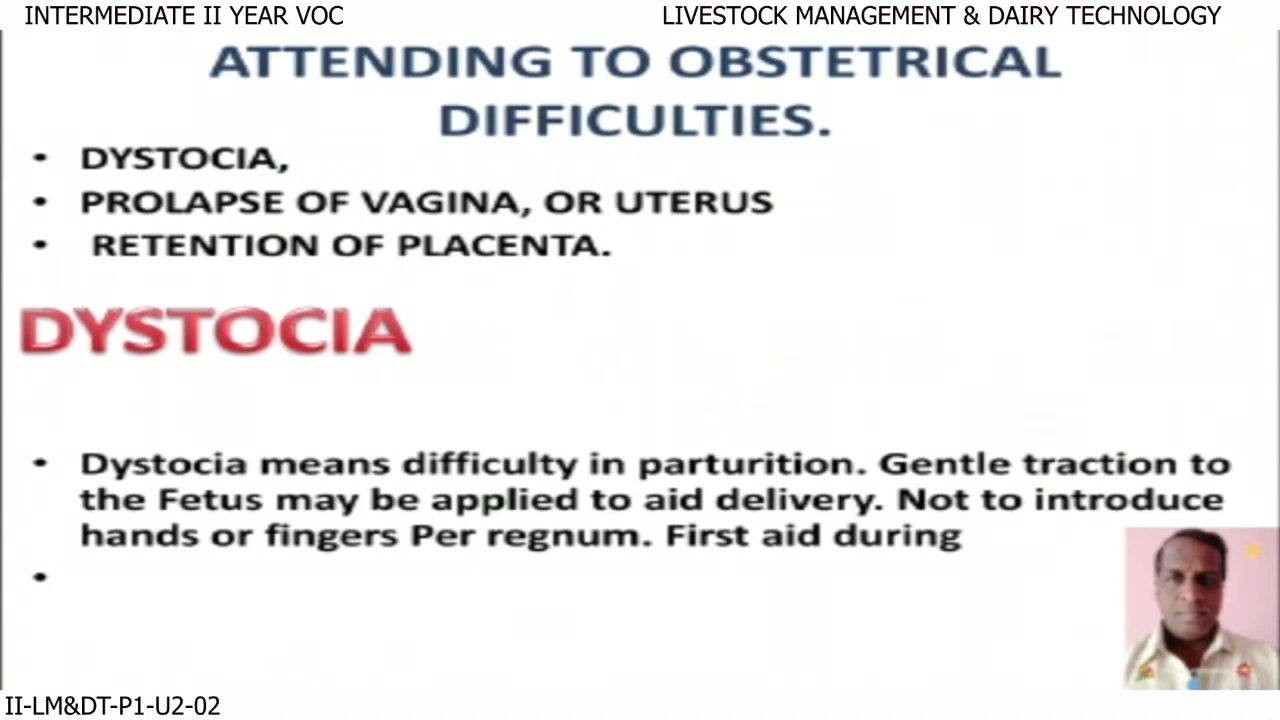 INTERMEDIATE II YEAR VOC
LIVESTOCK MANAGEMENT & DAIRY TECHNOLOGY
ATTENDING TO OBSTETRICAL
DIFFICULTIES.
• DYSTOCIA,
• PROLAPSE OF VAGINA, OR UTERUS
• RETENTION OF PLACENTA.
DYSTOCIA
• Dystocia means difficulty in parturition. Gentle traction to
the Fetus may be applied to aid delivery. Not to introduce
hands or fingers Per regnum. First aid during
•
II-LM&DT-P1-U2-02